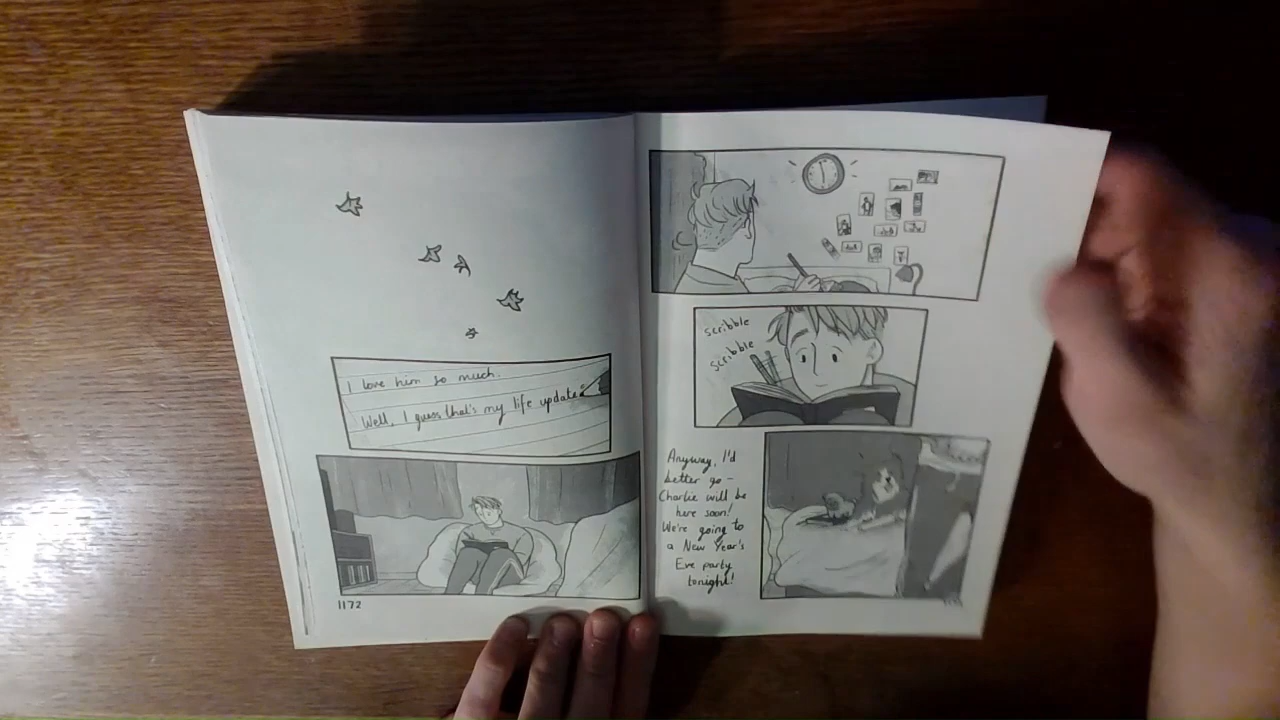 I love him so much.
Well, I guess that's my life update.
1172
scribble
scribble
Anyway, I'd
better go –
Charlie will be
here soon!
We're going to
a New Year's
Eve party
tonight!